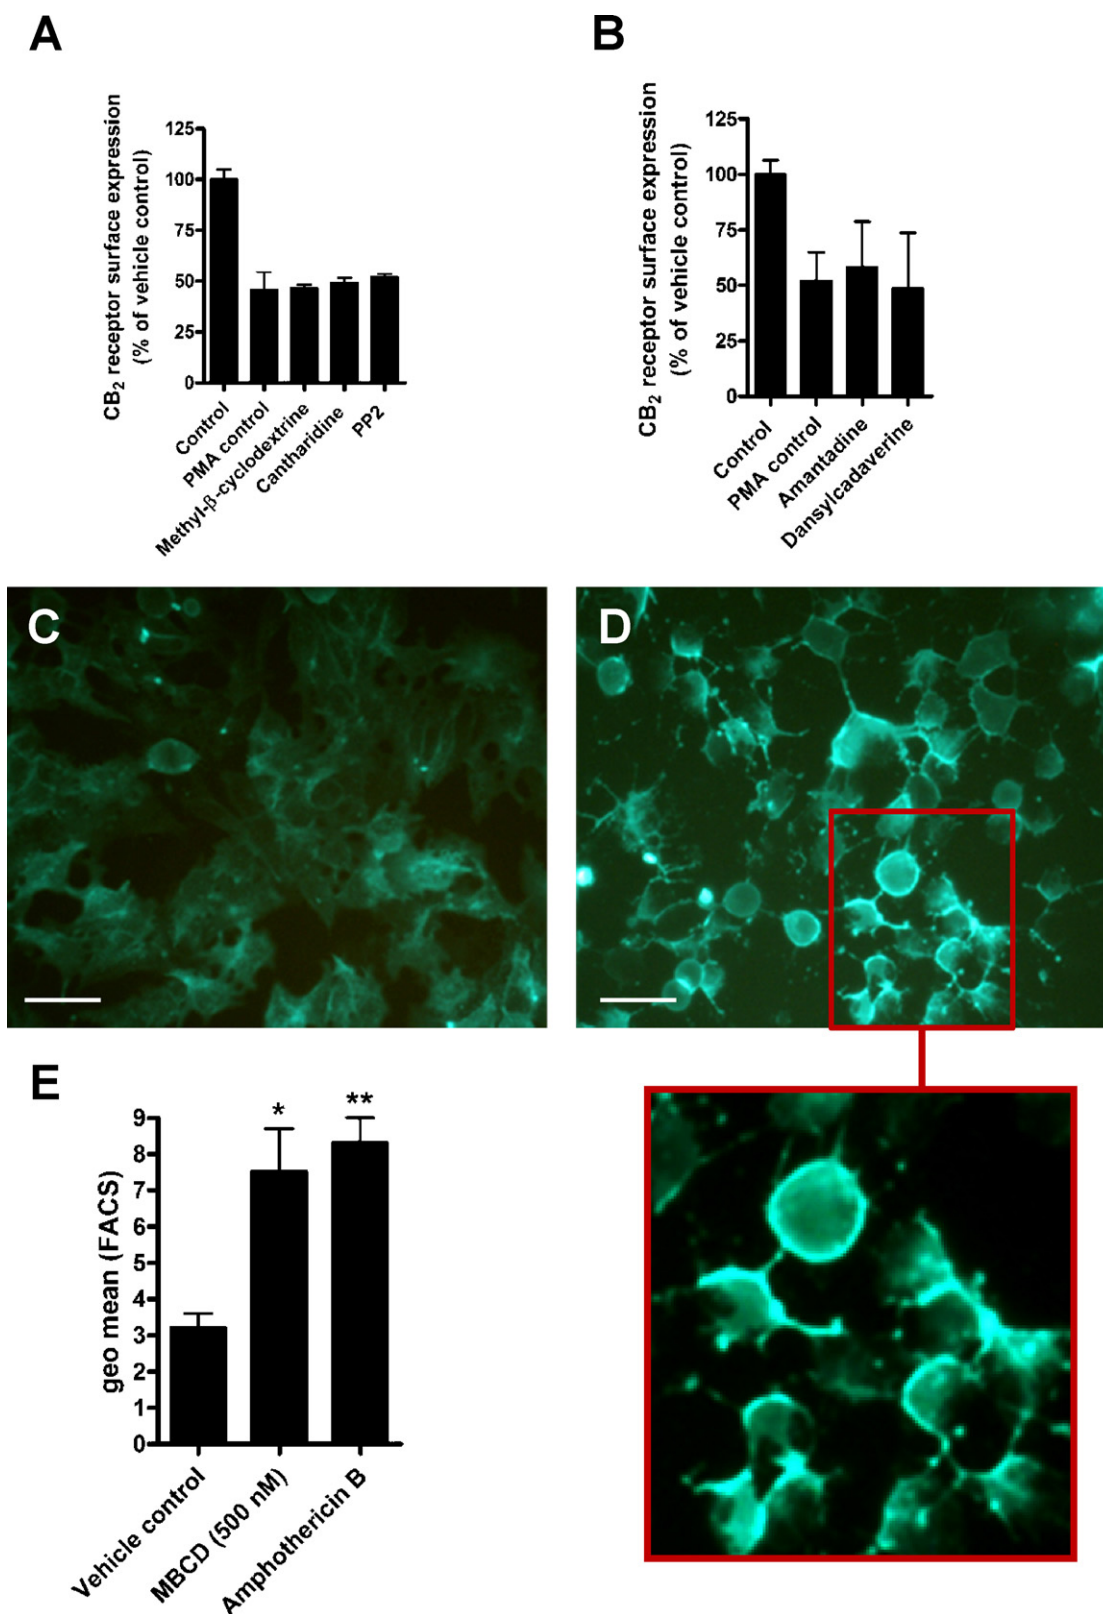 A
CB2 receptor surface expression
(% of vehicle control)
125
100
75
50
25
0
Control
PMA control
Methyl-β-cyclodextrine
Cantharidine
PP2
B
CB2 receptor surface expression
(% of vehicle control)
125
100
75
50
25
0
Control
PMA control
Amantadine
Dansylcadaverine
C
D
E
geo mean (FACS)
9
8
7
6
5
4
3
2
1
0
*
**
Vehicle control
MBCD (500 nM)
Amphothericin B